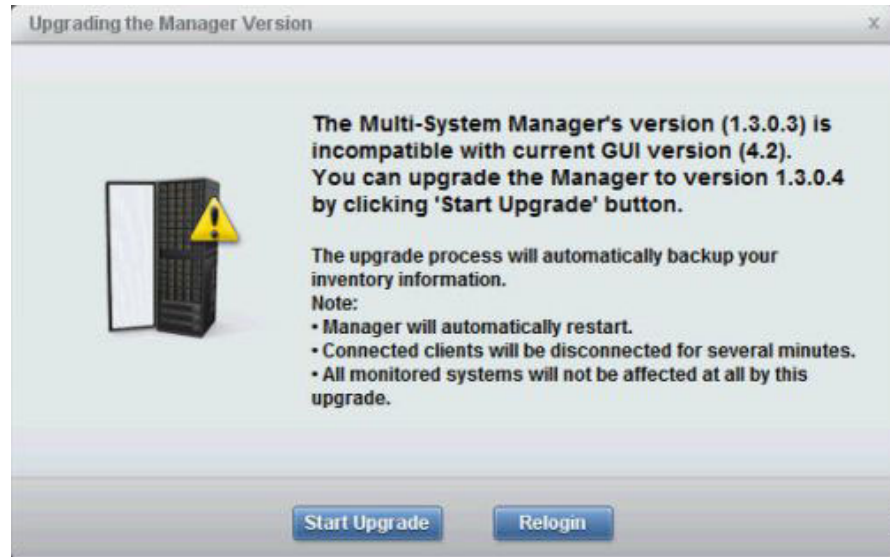 Upgrading the Manager Version
x
The Multi-System Manager's version (1.3.0.3) is
incompatible with current GUI version (4.2).
You can upgrade the Manager to version 1.3.0.4
by clicking 'Start Upgrade' button.
The upgrade process will automatically backup your
inventory information.
Note:
• Manager will automatically restart.
• Connected clients will be disconnected for several minutes.
• All monitored systems will not be affected at all by this
upgrade.
Start Upgrade
Relogin